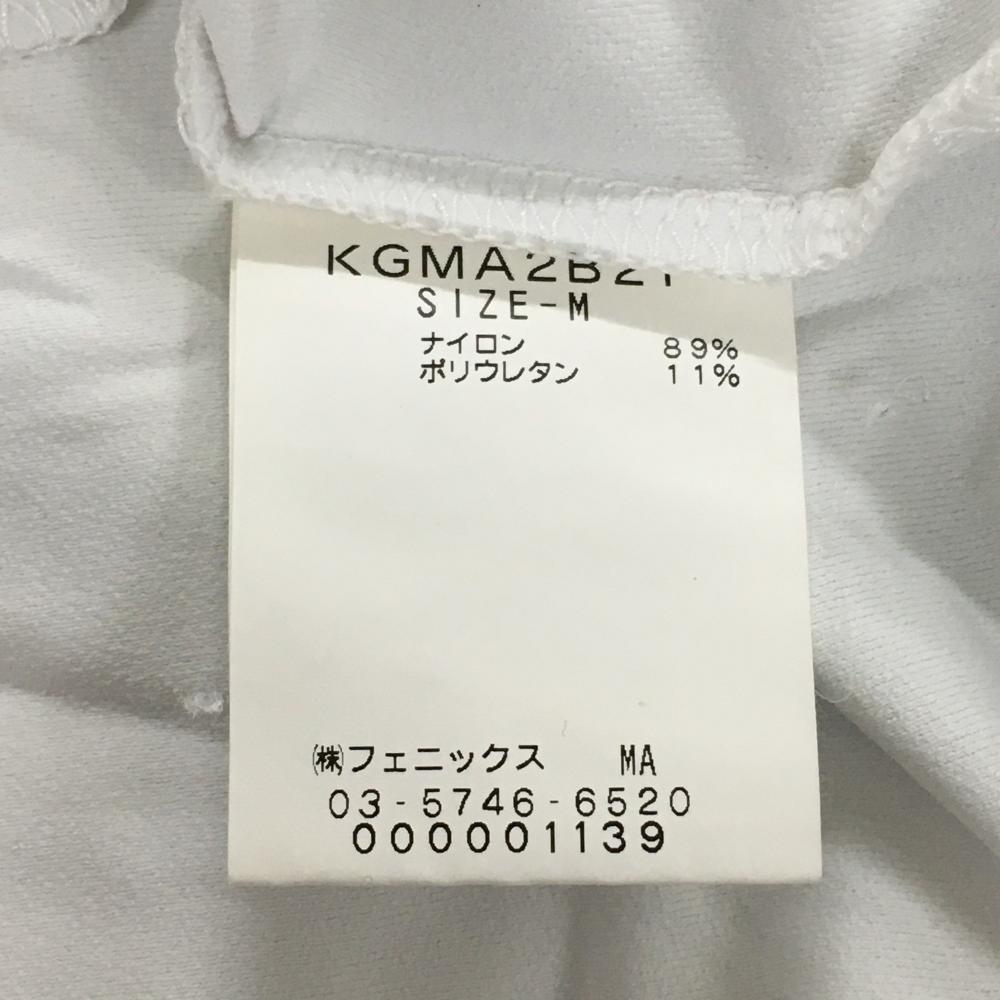 KGMA2B21
SIZE-M
ナイロン 89%
ポリウレタン 11%
㈱フェニックス MA
03-5746-6520
000001139